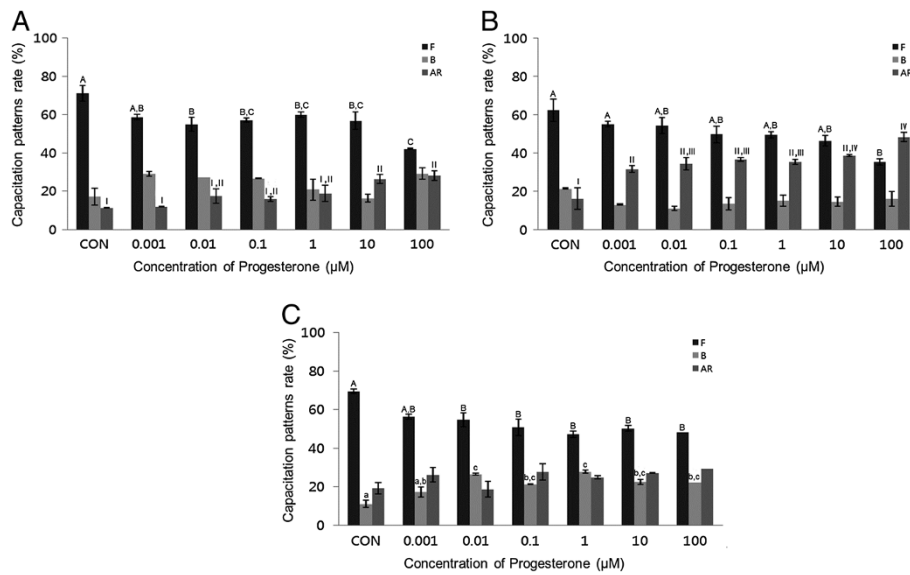 A
100
80
60
40
20
0
Capacitation patterns rate (%)
F
B
AR
A
I
A,B
I
B
I,II
B,C
I,II
B,C
I,II
B,C
II
C
II
CON 0.001 0.01 0.1 1 10 100
Concentration of Progesterone (µM)
B
100
80
60
40
20
0
Capacitation patterns rate (%)
F
B
AR
A
I
A
II
A,B
II,III
A,B
II,III
A,B
II,III
A,B
II,IV
B
IV
CON 0.001 0.01 0.1 1 10 100
Concentration of Progesterone (µM)
C
100
80
60
40
20
0
Capacitation patterns rate (%)
F
B
AR
A
a
A,B
a,b
B
c
B
b,c
B
c
B
b,c
B
b,c
CON 0.001 0.01 0.1 1 10 100
Concentration of Progesterone (µM)